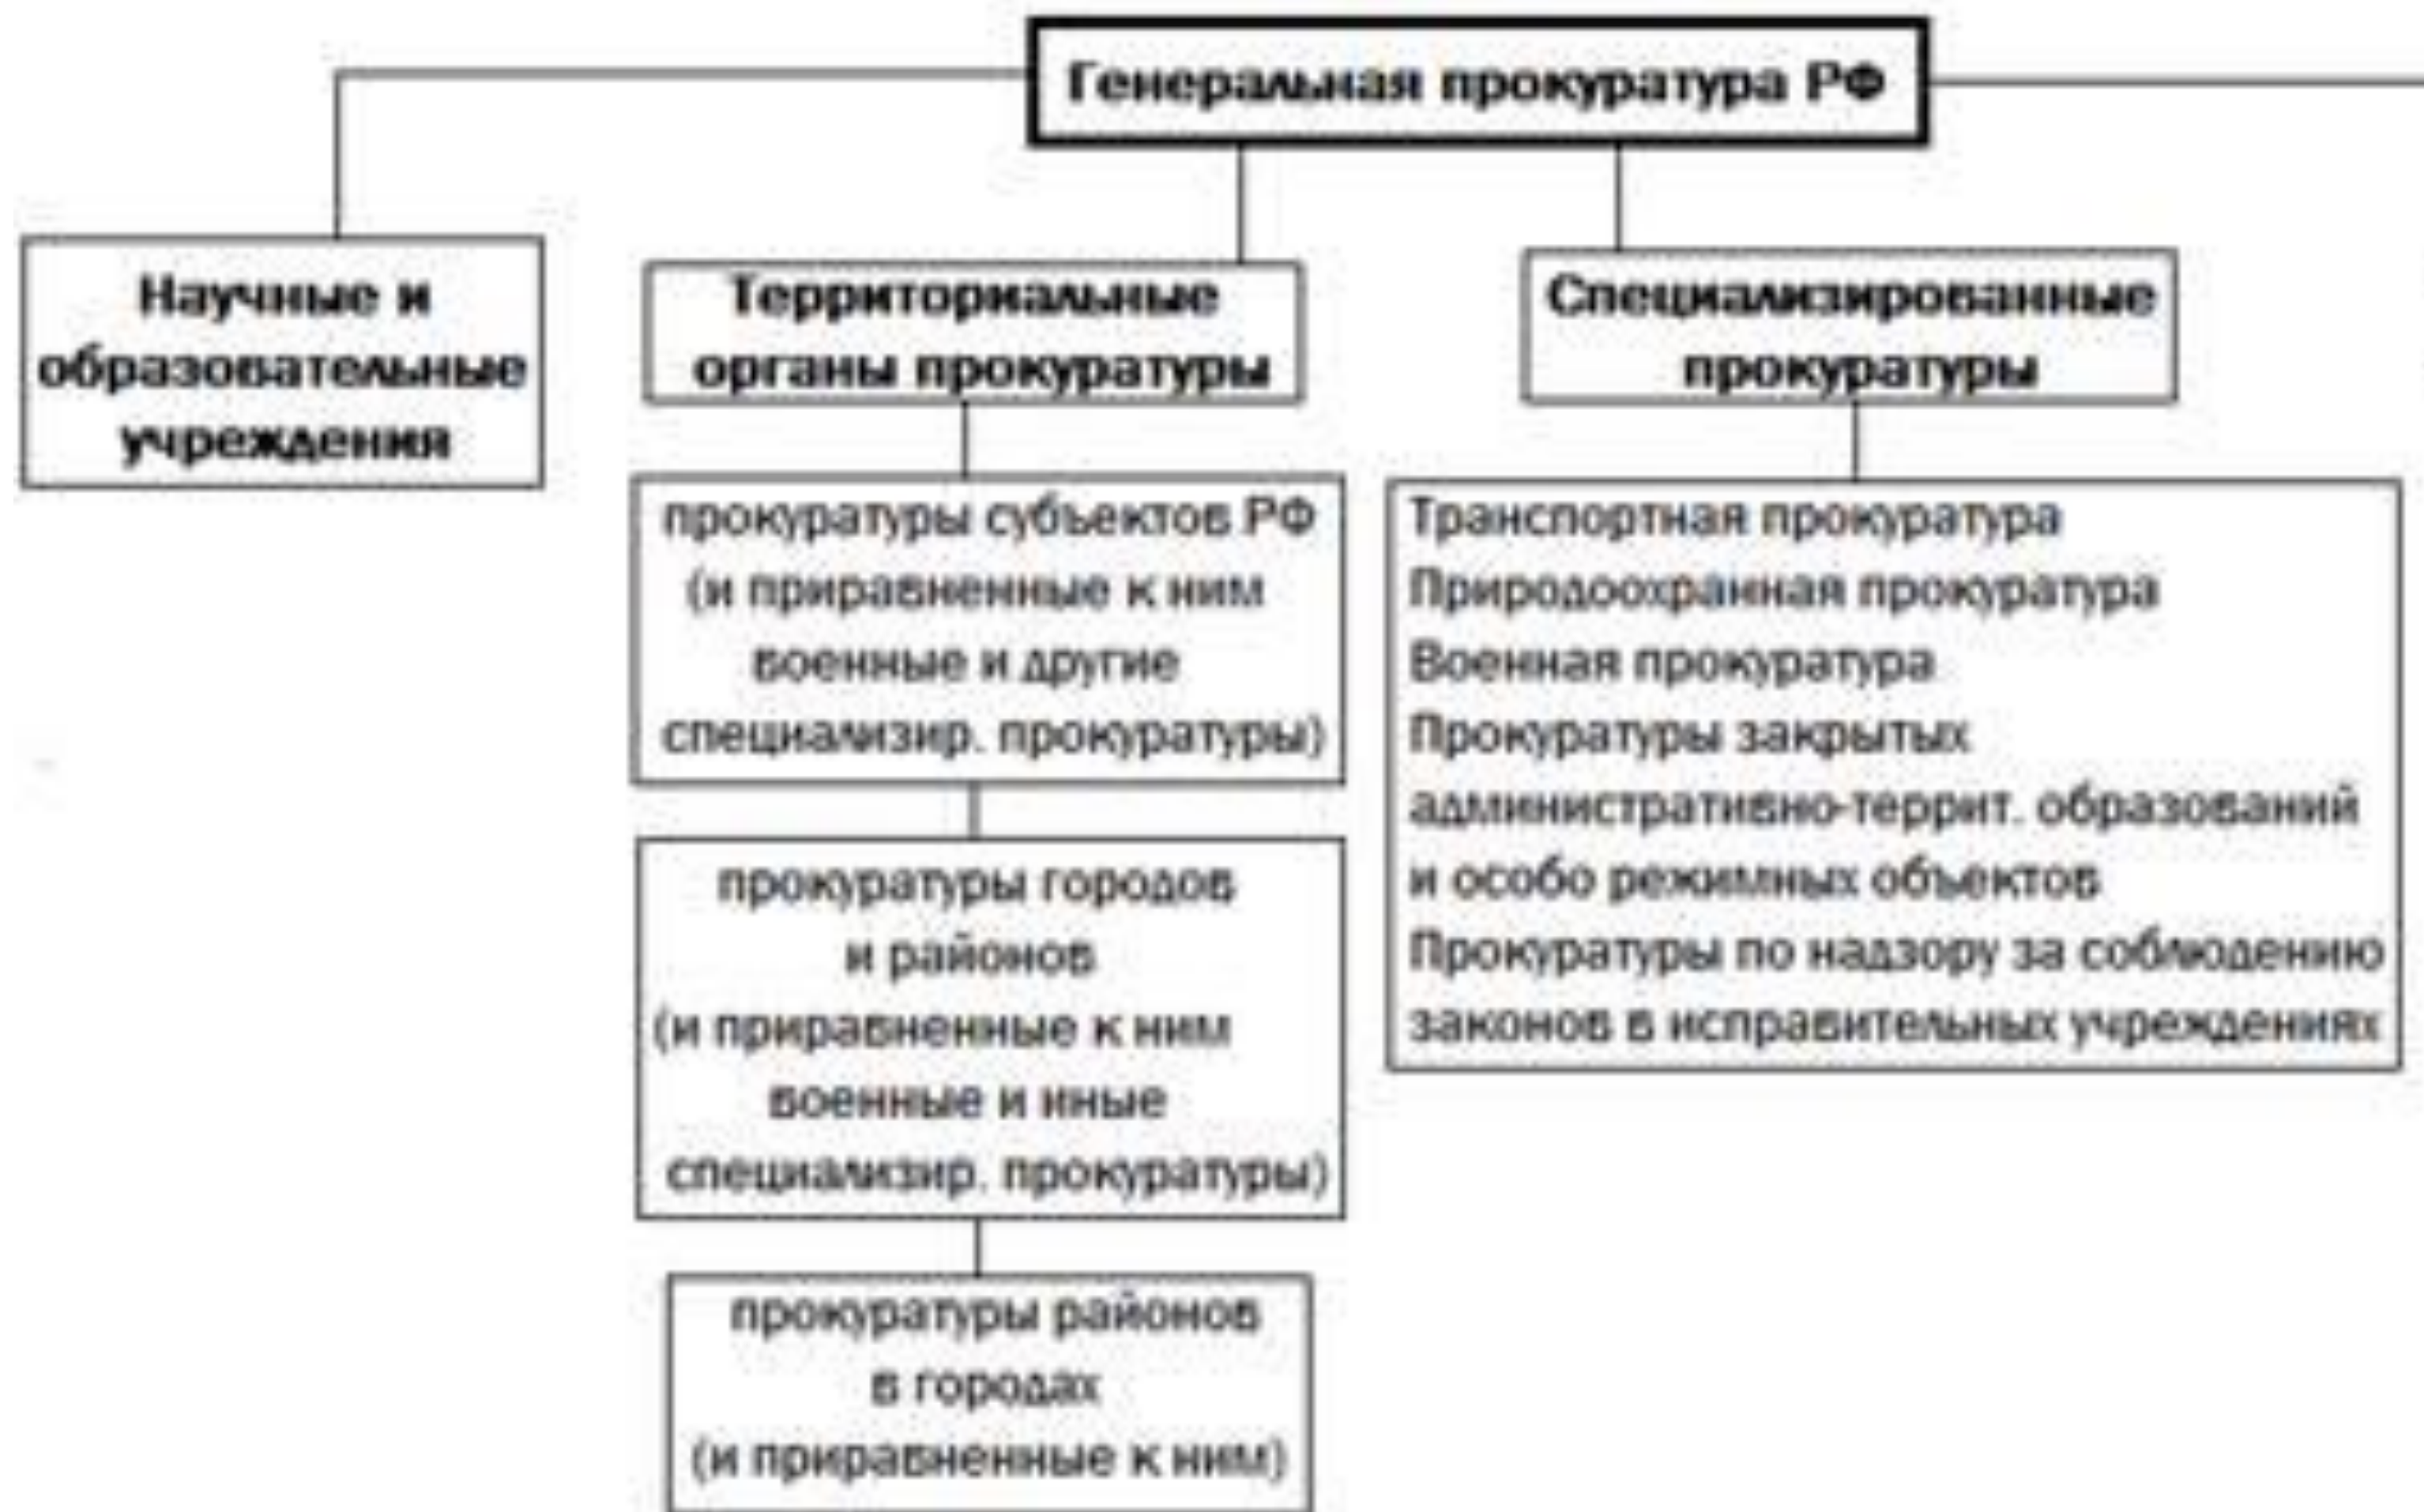 Генеральная прокуратура РФ
Научные и
образовательные
учреждения
Территориальные
органы прокуратуры
прокуратуры субъектов РФ
(и приравненные к ним
военные и другие
специализир. прокуратуры)
прокуратуры городов
и районов
(и приравненные к ним
военные и иные
специализир. прокуратуры)
прокуратуры районов
в городах
(и приравненные к ним)
Специализированные
прокуратуры
Транспортная прокуратура
Природоохранная прокуратура
Военная прокуратура
Прокуратуры закрытых
административно-террит. образований
и особо режимных объектов
Прокуратуры по надзору за соблюдению
законов в исправительных учреждениях